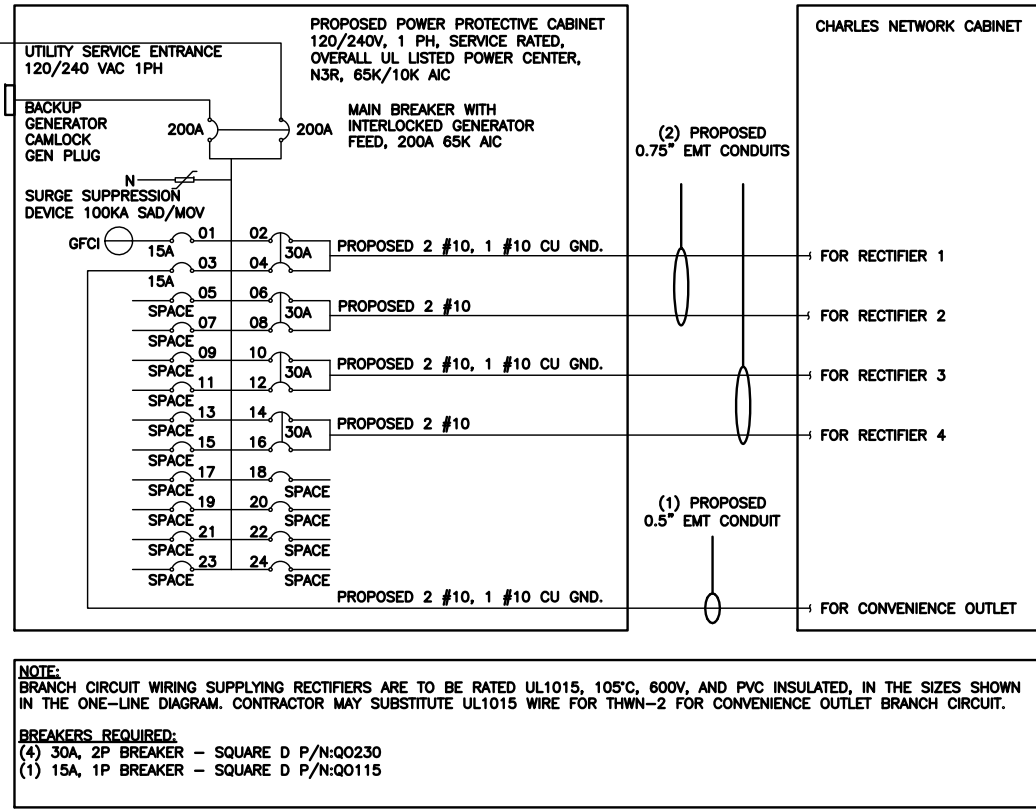 PROPOSED POWER PROTECTIVE CABINET
120/240V, 1 PH, SERVICE RATED,
OVERALL UL LISTED POWER CENTER,
N3R, 65K/10K AIC
CHARLES NETWORK CABINET
UTILITY SERVICE ENTRANCE
120/240 VAC 1PH
BACKUP
GENERATOR
CAMLOCK
GEN PLUG
200A
200A
MAIN BREAKER WITH
INTERLOCKED GENERATOR
FEED, 200A 65K AIC
(2) PROPOSED
0.75" EMT CONDUITS
N
SURGE SUPPRESSION
DEVICE 100KA SAD/MOV
GFCI
15A
01
02
30A
PROPOSED 2 #10, 1 #10 CU GND.
FOR RECTIFIER 1
15A
03
04
SPACE
05
06
30A
PROPOSED 2 #10
FOR RECTIFIER 2
SPACE
07
08
SPACE
09
10
30A
PROPOSED 2 #10, 1 #10 CU GND.
FOR RECTIFIER 3
SPACE
11
12
SPACE
13
14
30A
PROPOSED 2 #10
FOR RECTIFIER 4
SPACE
15
16
SPACE
17
18
SPACE
SPACE
19
20
SPACE
SPACE
21
22
SPACE
SPACE
23
24
SPACE
(1) PROPOSED
0.5" EMT CONDUIT
PROPOSED 2 #10, 1 #10 CU GND.
FOR CONVENIENCE OUTLET
NOTE:
BRANCH CIRCUIT WIRING SUPPLYING RECTIFIERS ARE TO BE RATED UL1015, 105°C, 600V, AND PVC INSULATED, IN THE SIZES SHOWN
IN THE ONE-LINE DIAGRAM. CONTRACTOR MAY SUBSTITUTE UL1015 WIRE FOR THWN-2 FOR CONVENIENCE OUTLET BRANCH CIRCUIT.
BREAKERS REQUIRED:
(4) 30A, 2P BREAKER - SQUARE D P/N:QO230
(1) 15A, 1P BREAKER - SQUARE D P/N:QO115